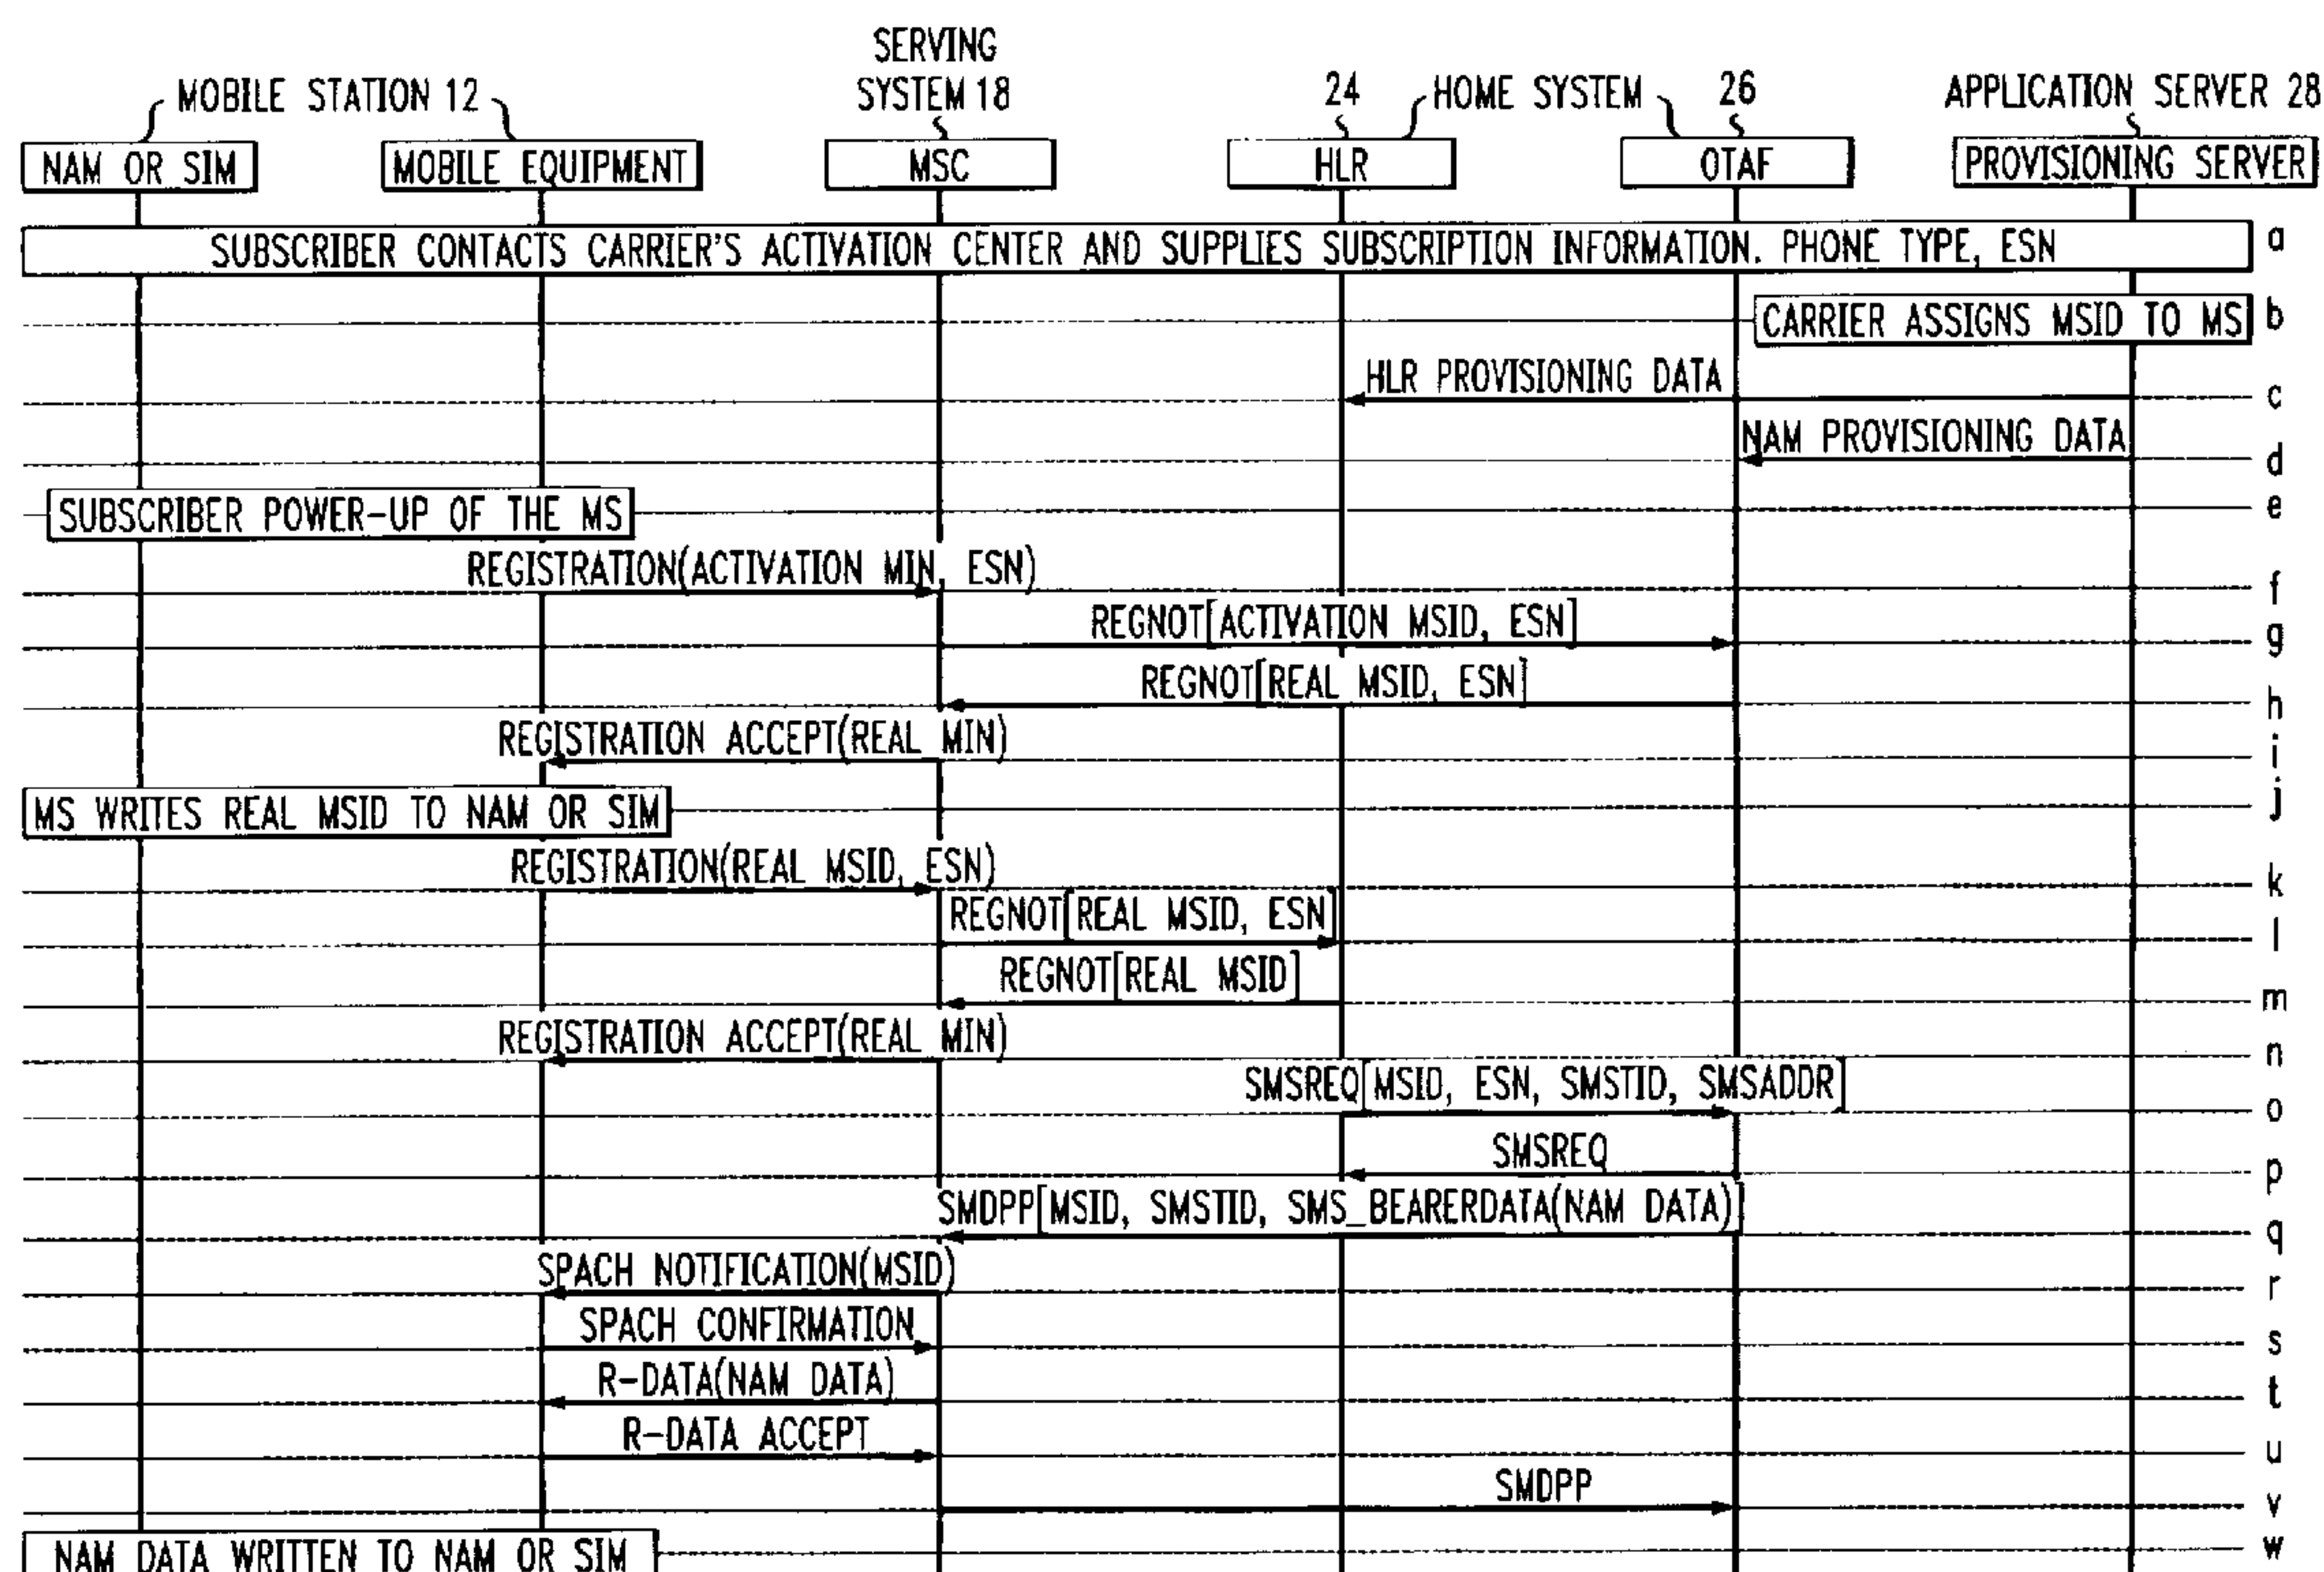 SERVING
MOBILE STATION 12
SYSTEM 18
24
HOME SYSTEM
26
APPLICATION SERVER 28
NAM OR SIM
MOBILE EQUIPMENT
MSC
HLR
OTAF
PROVISIONING SERVER
SUBSCRIBER CONTACTS CARRIER'S ACTIVATION CENTER AND SUPPLIES SUBSCRIPTION INFORMATION. PHONE TYPE, ESN
a
CARRIER ASSIGNS MSID TO MS
b
HLR PROVISIONING DATA
c
NAM PROVISIONING DATA
d
SUBSCRIBER POWER-UP OF THE MS
e
REGISTRATION(ACTIVATION MIN, ESN)
f
REGNOT[ACTIVATION MSID, ESN]
g
REGNOT[REAL MSID, ESN]
h
REGISTRATION ACCEPT(REAL MIN)
i
MS WRITES REAL MSID TO NAM OR SIM
j
REGISTRATION(REAL MSID, ESN)
k
REGNOT[REAL MSID, ESN]
l
REGNOT[REAL MSID]
m
REGISTRATION ACCEPT(REAL MIN)
n
SMSREQ[MSID, ESN, SMSTID, SMSADDR]
o
SMSREQ
p
SMDPP[MSID, SMSTID, SMS_BEARERDATA(NAM DATA)]
q
SPACH NOTIFICATION(MSID)
r
SPACH CONFIRMATION
s
R-DATA(NAM DATA)
t
R-DATA ACCEPT
u
SMDPP
v
NAM DATA WRITTEN TO NAM OR SIM
w